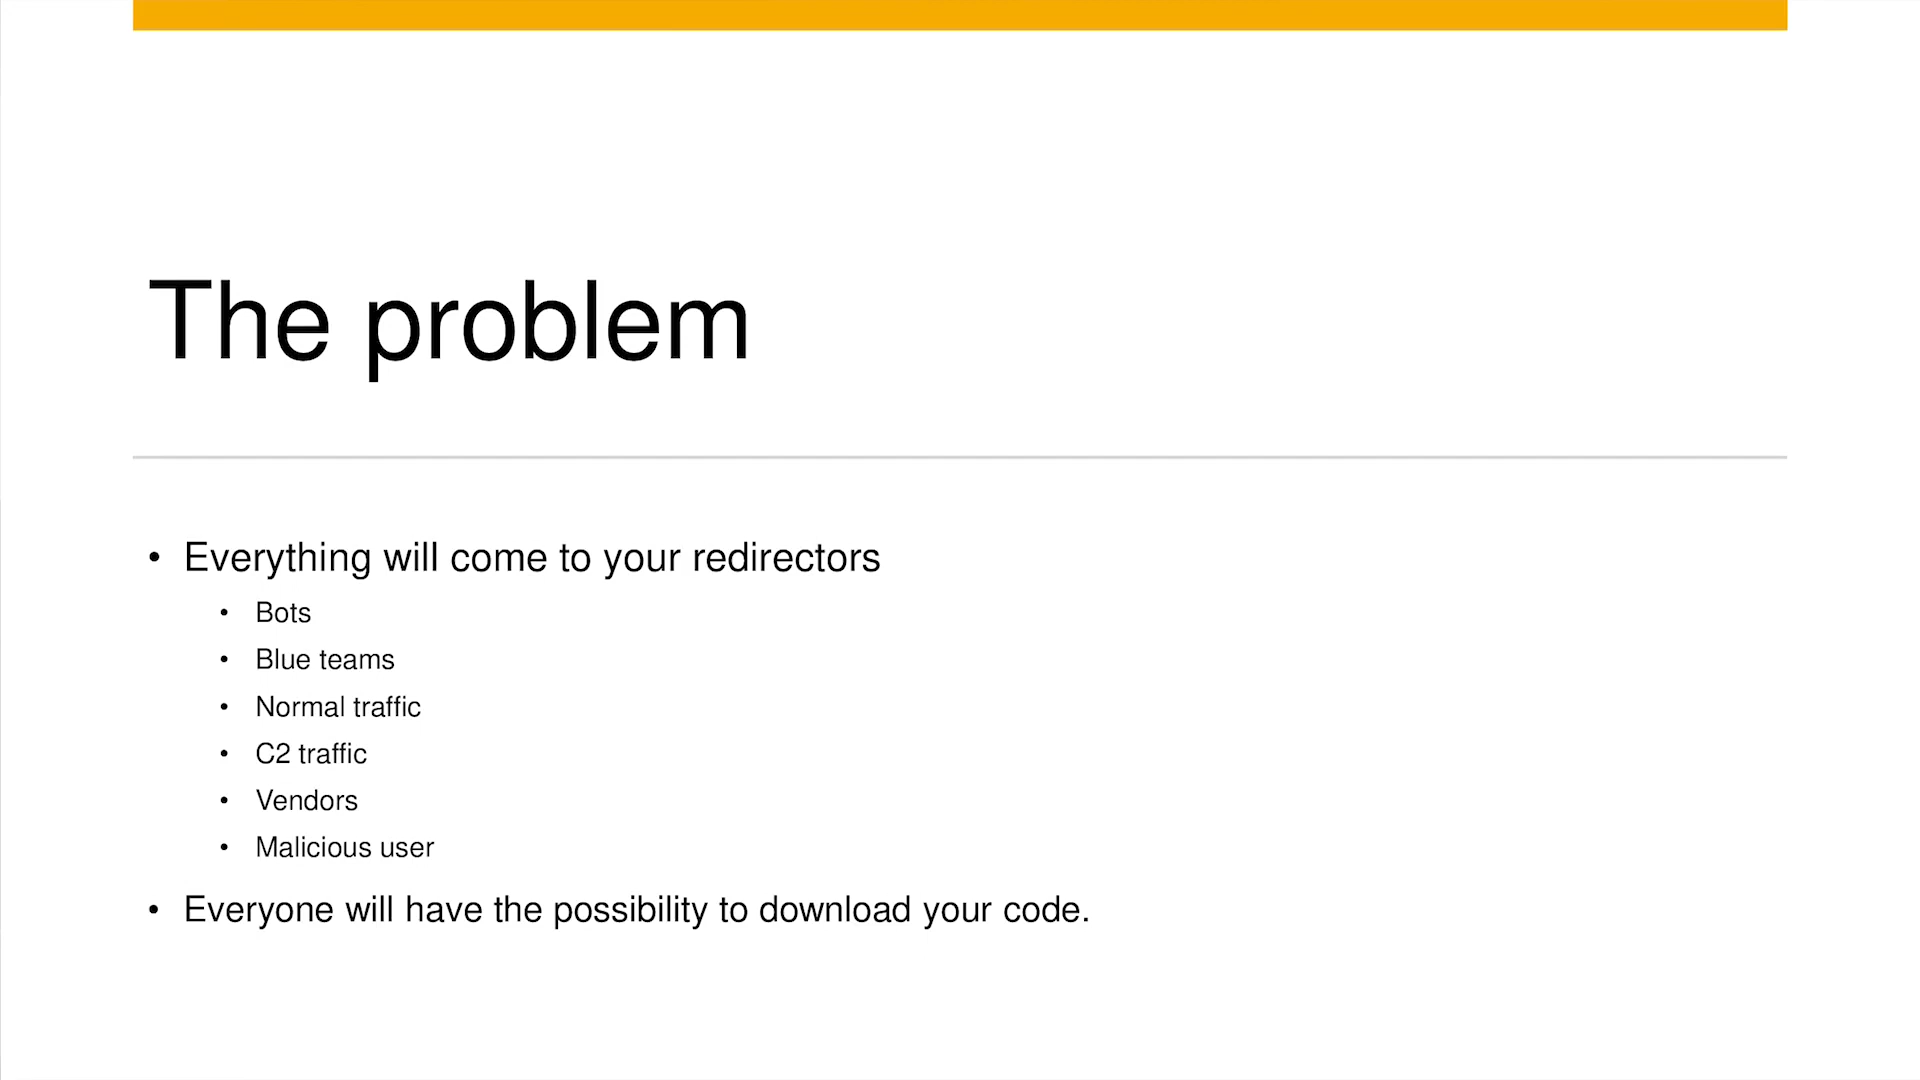 The problem
• Everything will come to your redirectors
• Bots
• Blue teams
• Normal traffic
• C2 traffic
• Vendors
• Malicious user
• Everyone will have the possibility to download your code.